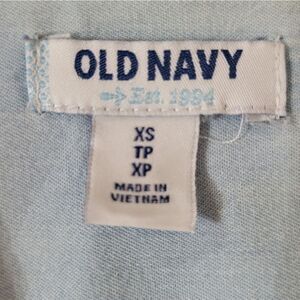 OLD NAVY
Est. 1994
XS
TP
XP
MADE IN
VIETNAM